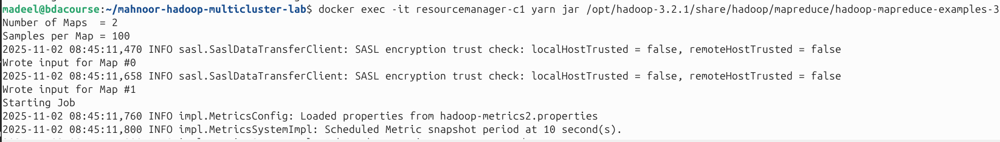 madeel@bdacourse:~/mahnoor-hadoop-multicluster-lab$ docker exec -it resourcemanager-c1 yarn jar /opt/hadoop-3.2.1/share/hadoop/mapreduce/hadoop-mapreduce-examples-3
Number of Maps  = 2
Samples per Map = 100
2025-11-02 08:45:11,470 INFO sasl.SaslDataTransferClient: SASL encryption trust check: localHostTrusted = false, remoteHostTrusted = false
Wrote input for Map #0
2025-11-02 08:45:11,658 INFO sasl.SaslDataTransferClient: SASL encryption trust check: localHostTrusted = false, remoteHostTrusted = false
Wrote input for Map #1
Starting Job
2025-11-02 08:45:11,760 INFO impl.MetricsConfig: Loaded properties from hadoop-metrics2.properties
2025-11-02 08:45:11,800 INFO impl.MetricsSystemImpl: Scheduled Metric snapshot period at 10 second(s).